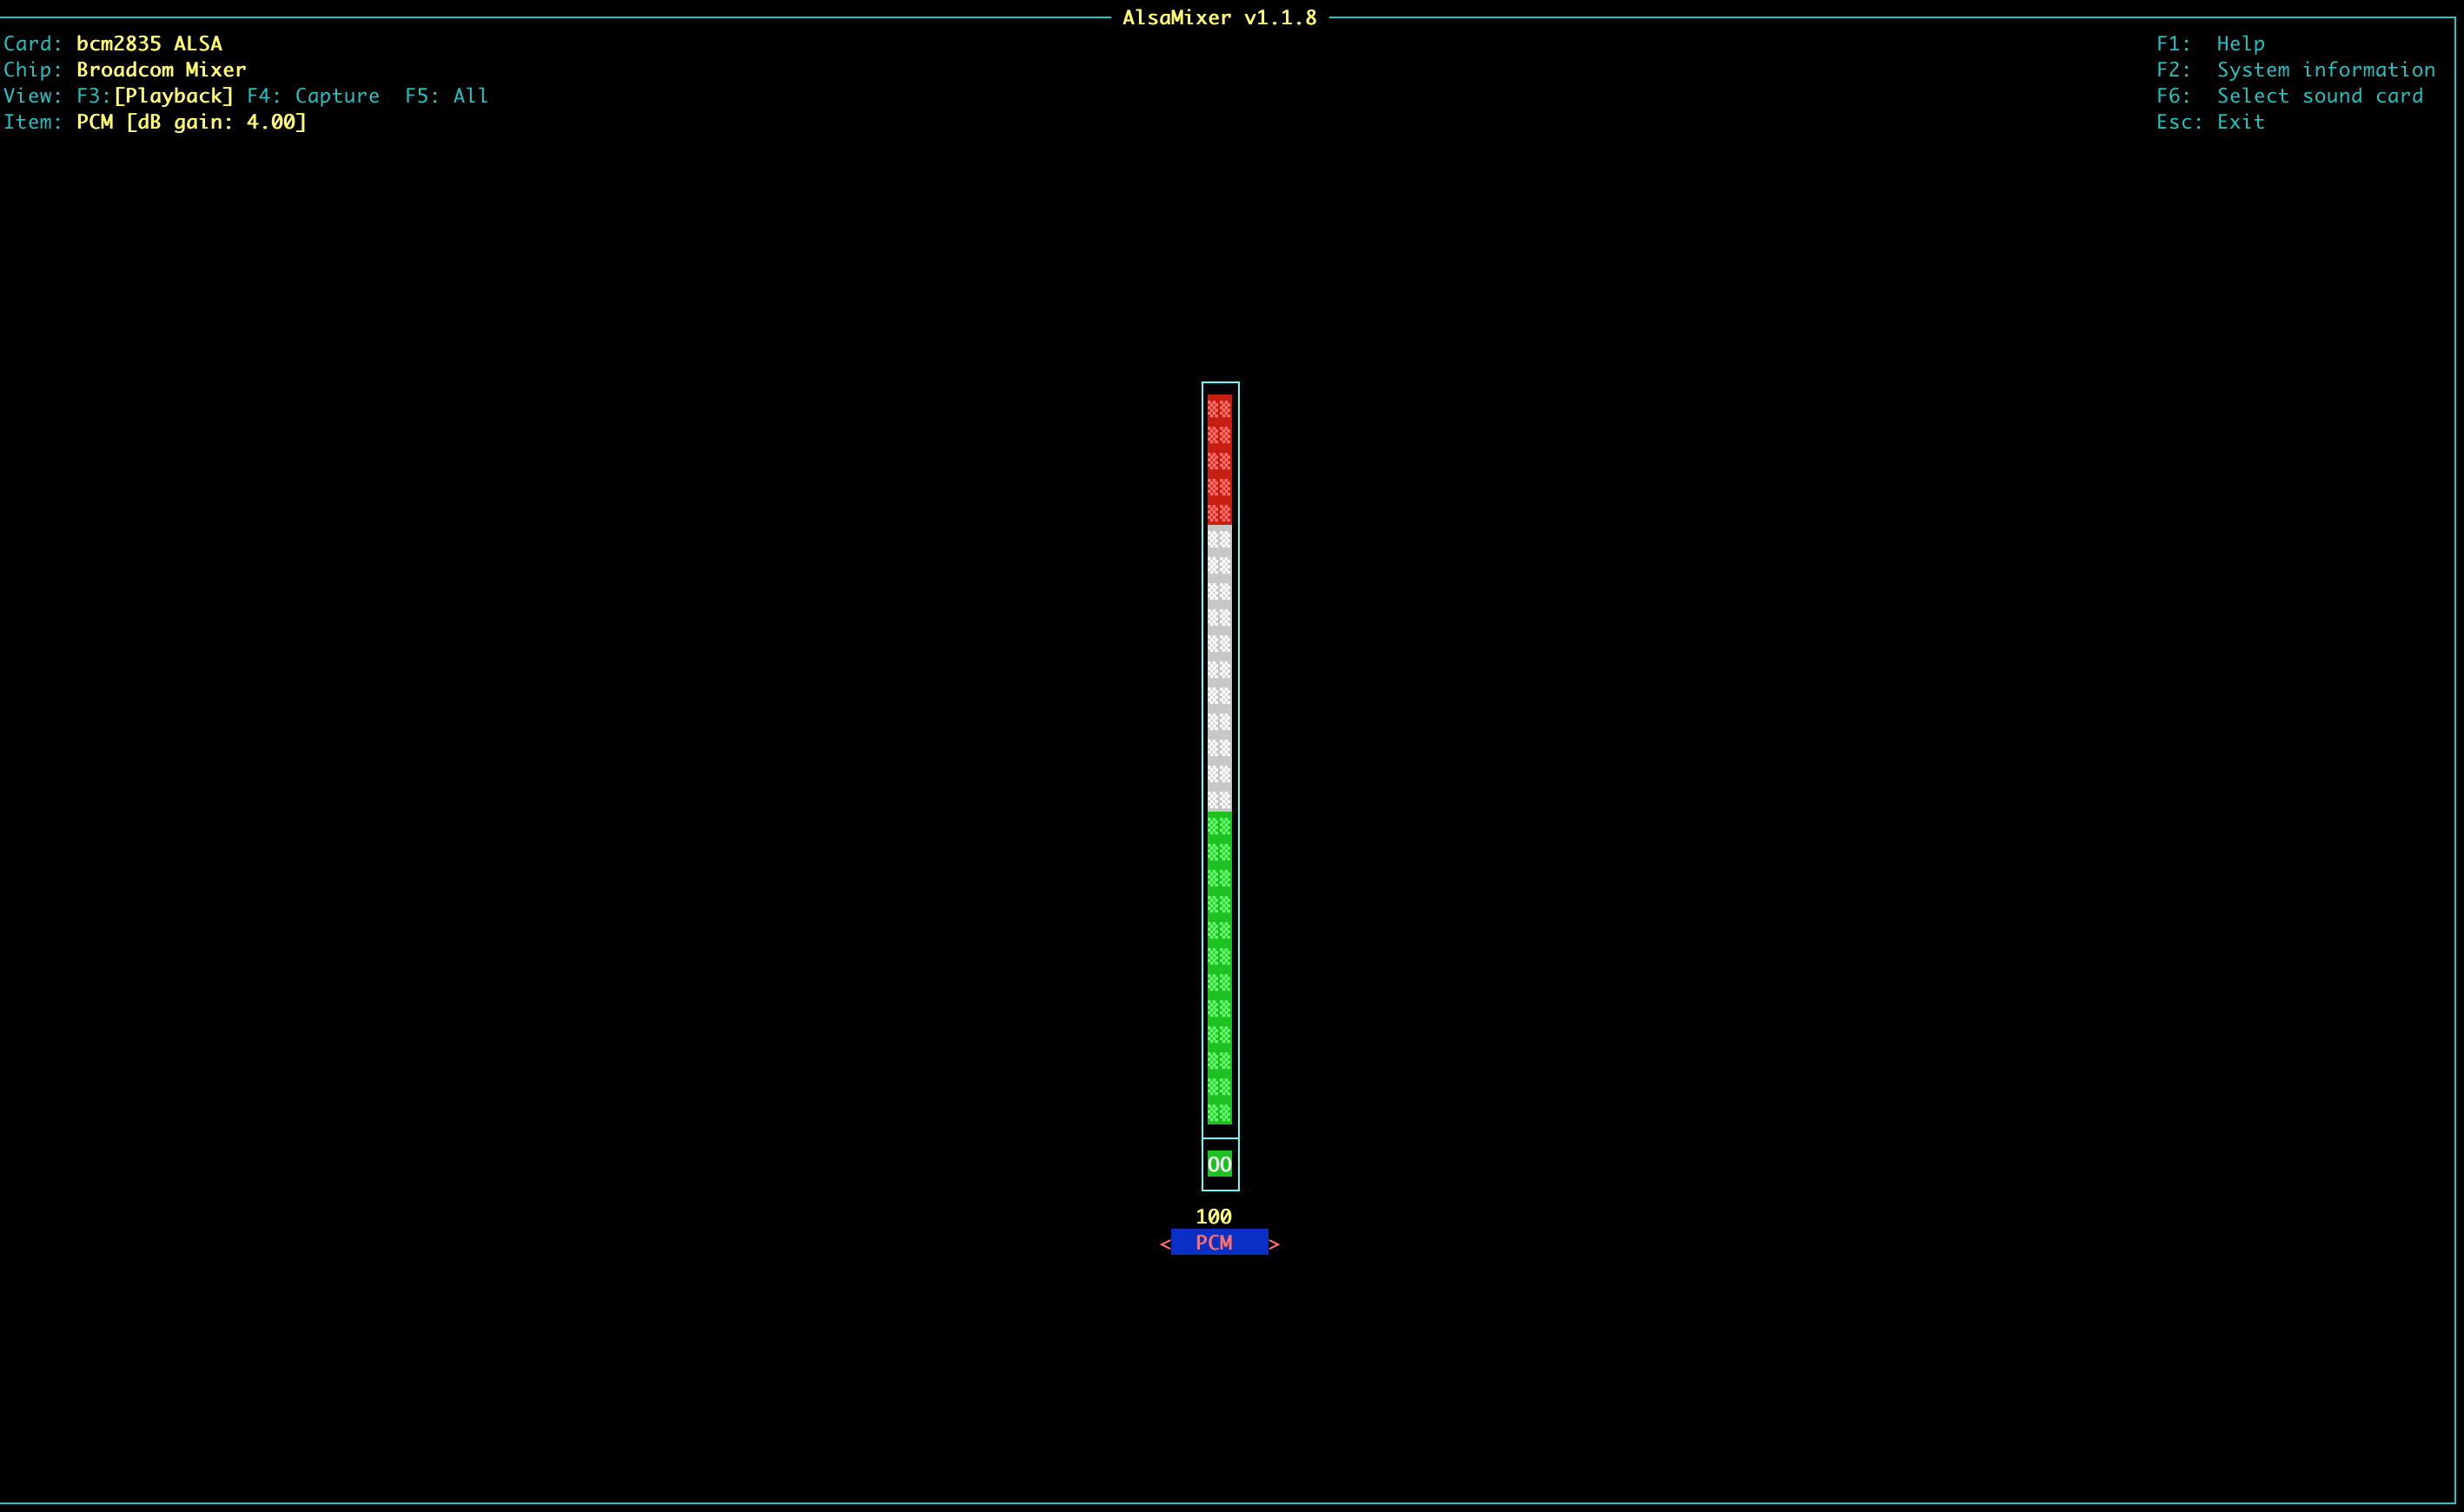 AlsaMixer v1.1.8
Card: bcm2835 ALSA
Chip: Broadcom Mixer
View: F3:[Playback] F4: Capture  F5: All
Item: PCM [dB gain: 4.00]
F1:  Help
F2:  System information
F6:  Select sound card
Esc: Exit
OO
100
< PCM >